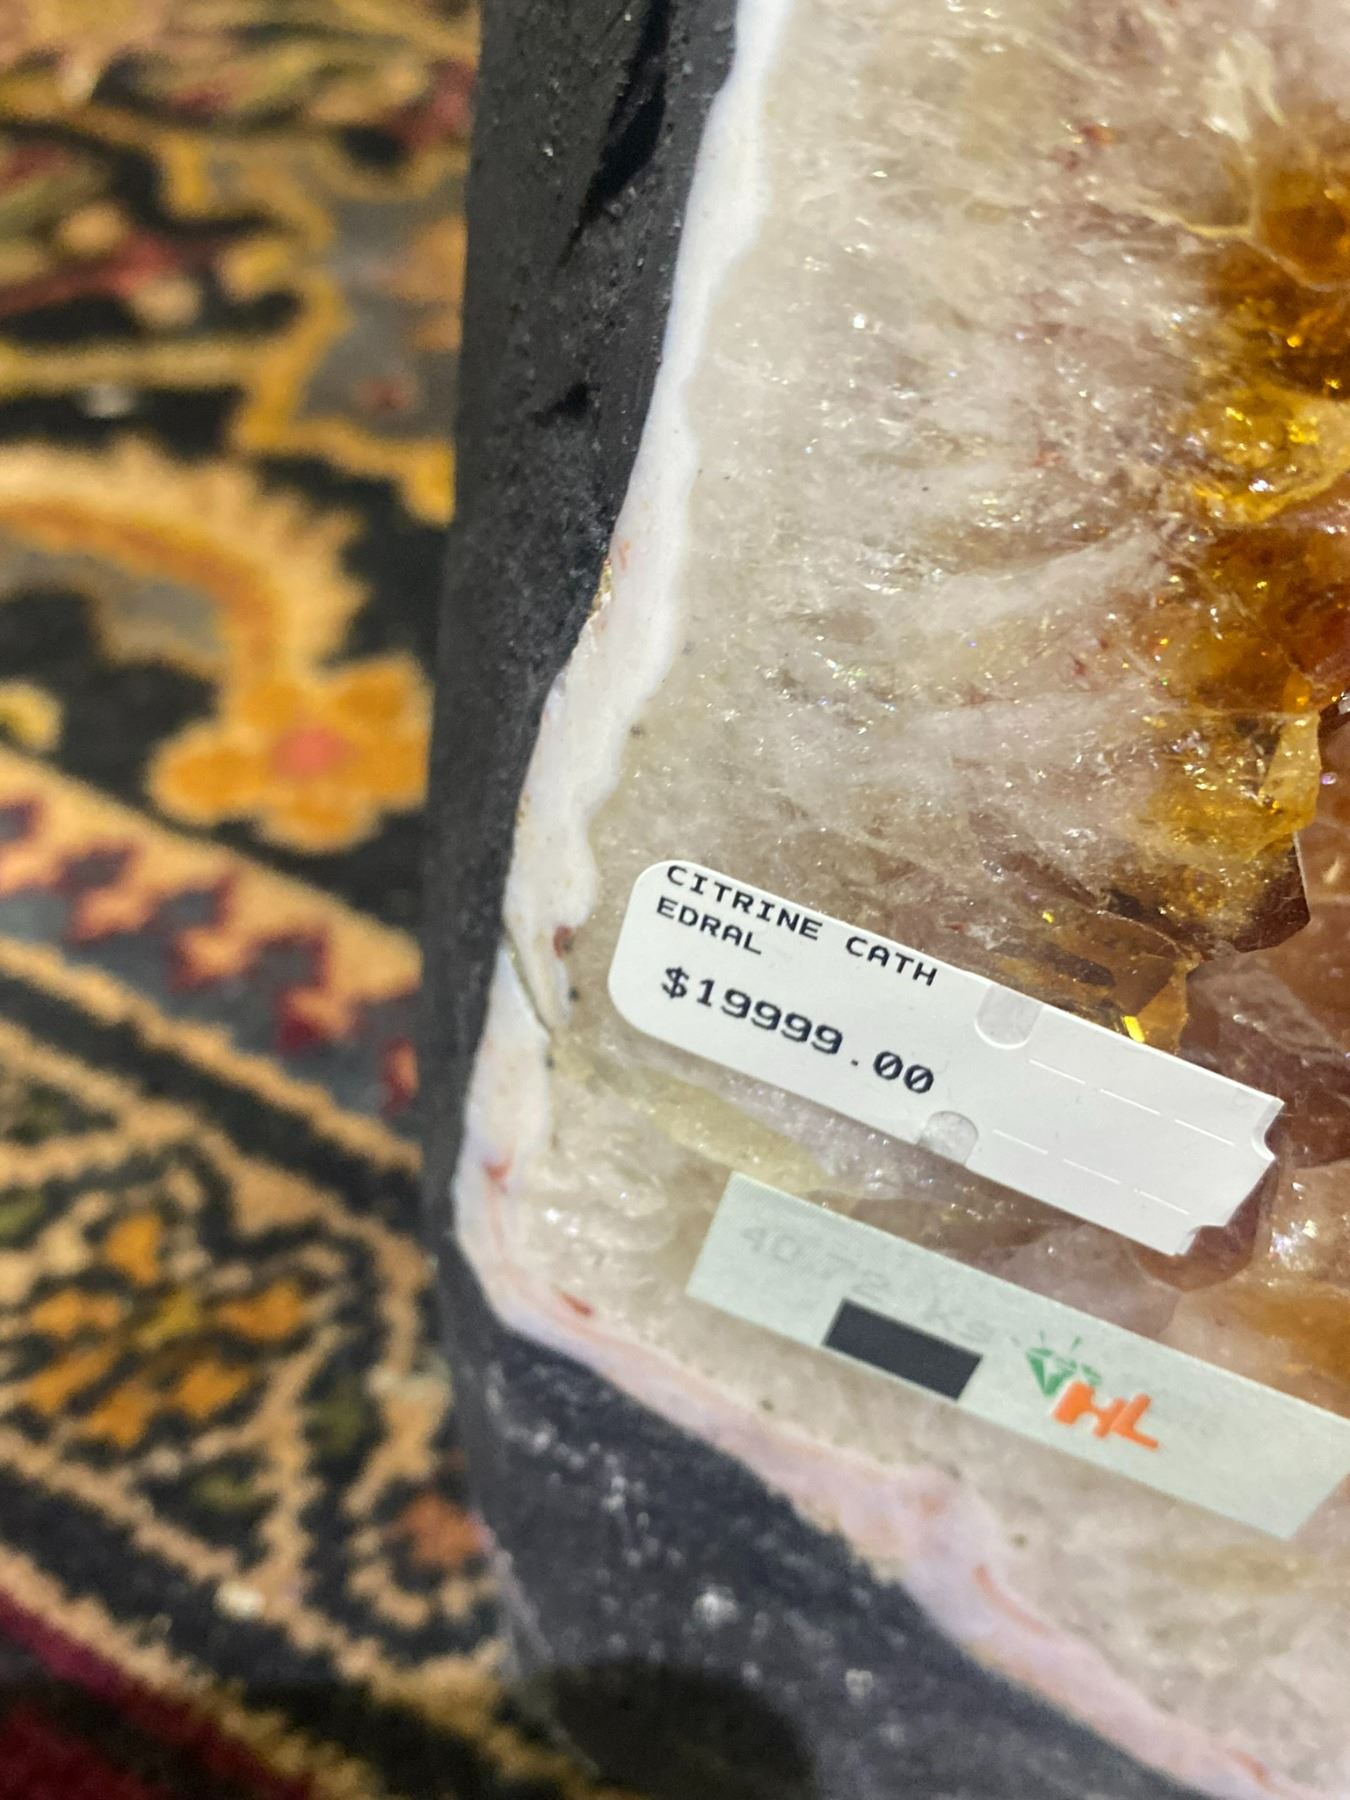 CITRINE CATH
EDRAL
$19999.00
HL